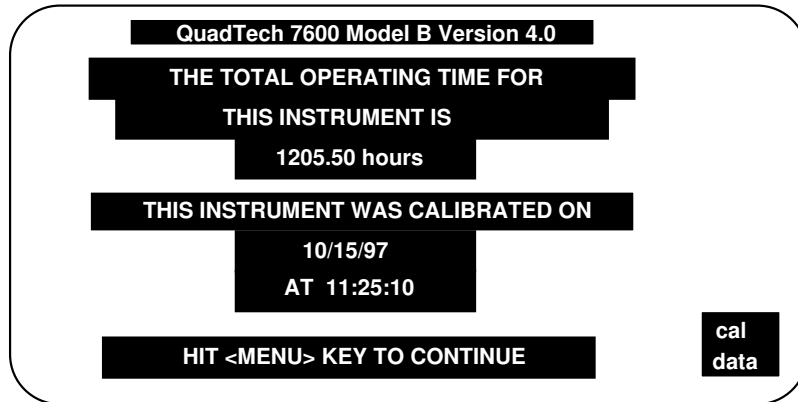 QuadTech 7600 Model B Version 4.0
THE TOTAL OPERATING TIME FOR
THIS INSTRUMENT IS
1205.50 hours
THIS INSTRUMENT WAS CALIBRATED ON
10/15/97
AT 11:25:10
HIT <MENU> KEY TO CONTINUE
cal
data